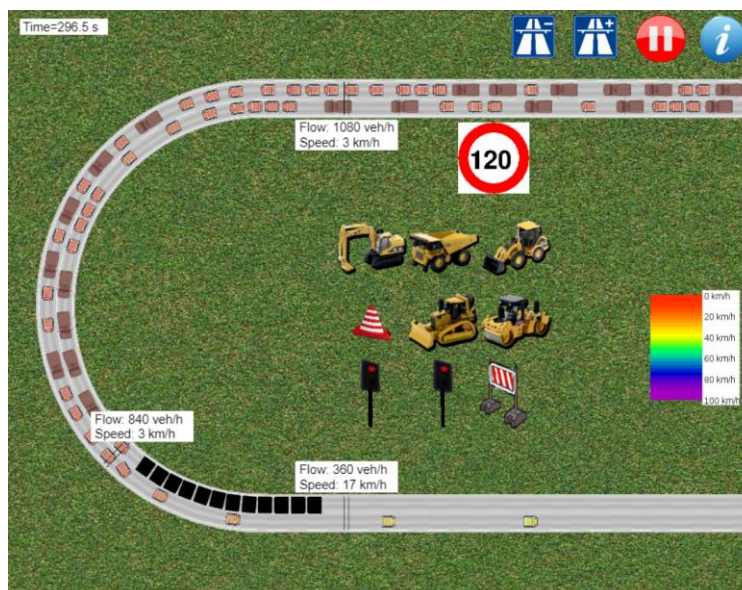 Time=296.5 s
i
Flow: 1080 veh/h
Speed: 3 km/h
120
0 km/h
20 km/h
40 km/h
60 km/h
80 km/h
100 km/h
Flow: 840 veh/h
Speed: 3 km/h
Flow: 360 veh/h
Speed: 17 km/h